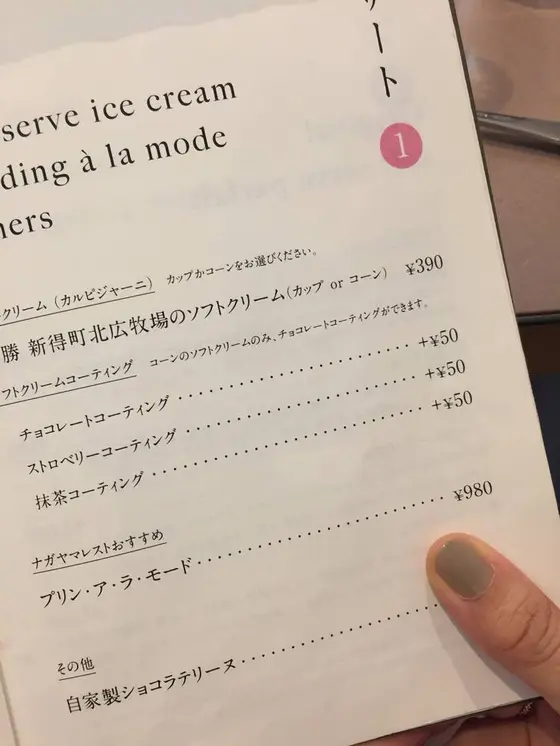 ート
1
serve ice cream
ding à la mode
ners
クリーム（カルピジャーニ） カップかコーンをお選びください。
勝 新得町北広牧場のソフトクリーム（カップ or コーン） ¥390
フトクリームコーティング コーンのソフトクリームのみ、チョコレートコーティングができます。
チョコレートコーティング ・・・・・・・・・・・・・・・・・・・・ +¥50
ストロベリーコーティング ・・・・・・・・・・・・・・・・・・・・ +¥50
抹茶コーティング ・・・・・・・・・・・・・・・・・・・・・・・・ +¥50
ナガヤマレストおすすめ
プリン・ア・ラ・モード ・・・・・・・・・・・・・・・・・・・・・ ¥980
その他
自家製ショコラテリーヌ ・・・・・・・・・・・・・・・・・